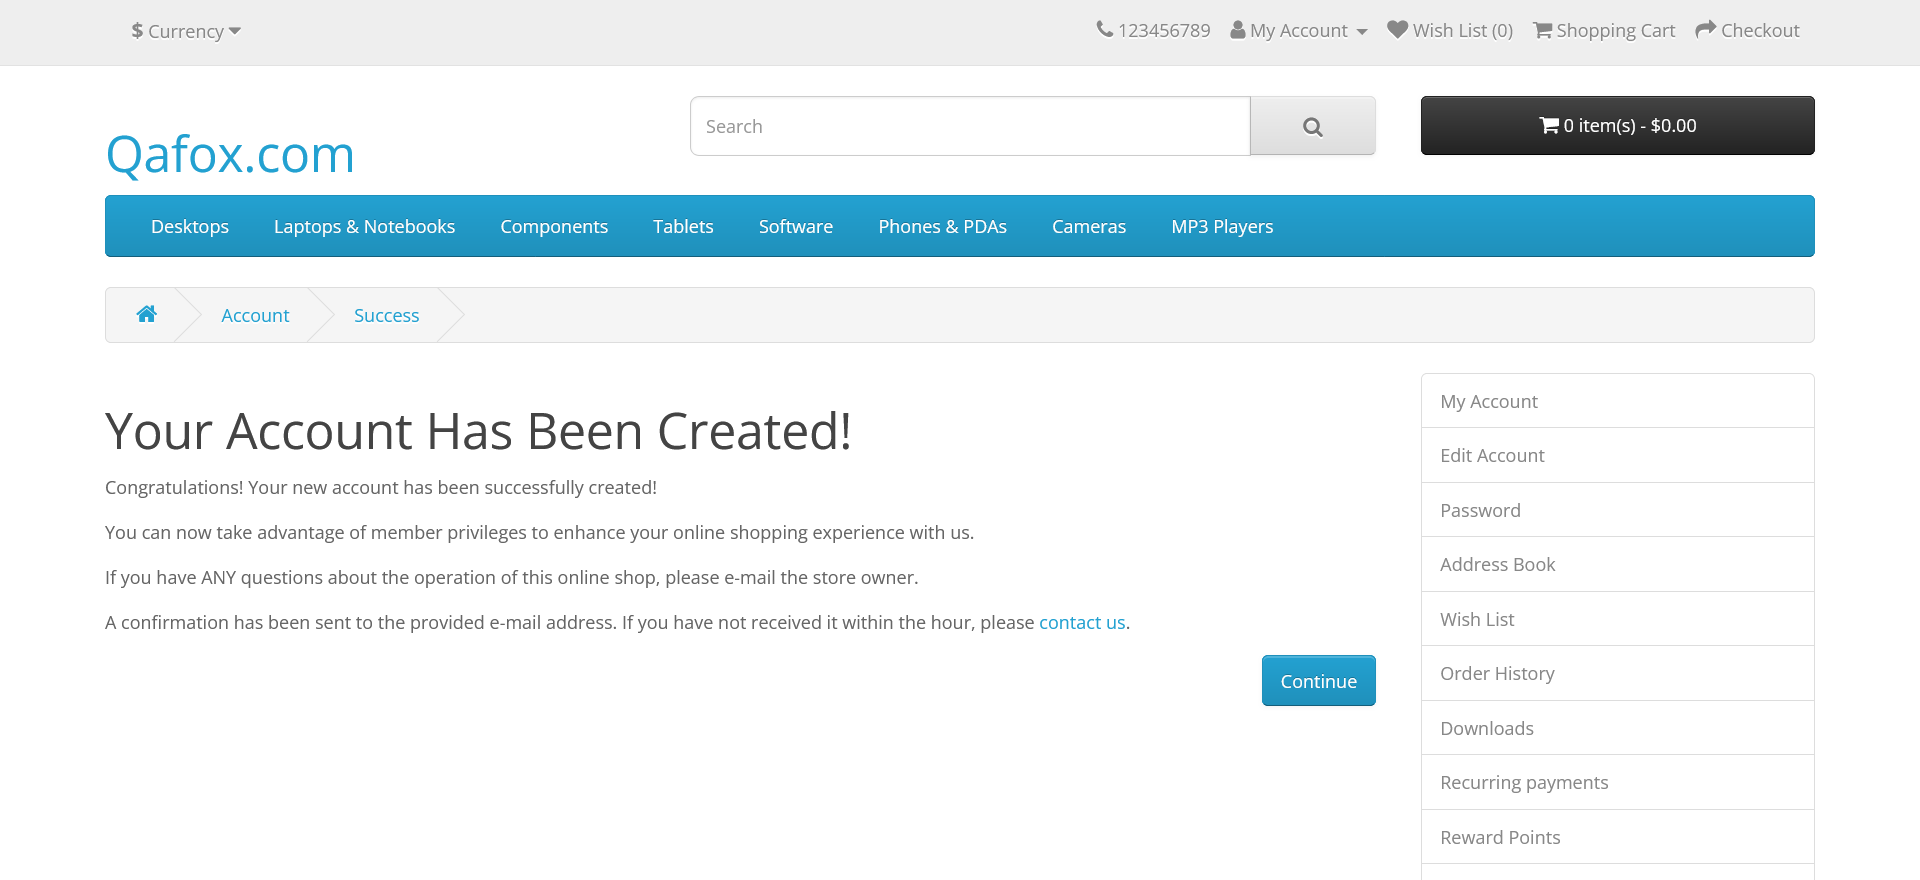 $ Currency
123456789 My Account Wish List (0) Shopping Cart Checkout
Qafox.com
Search
0 item(s) - $0.00
Desktops Laptops & Notebooks Components Tablets Software Phones & PDAs Cameras MP3 Players
Account Success
Your Account Has Been Created!
Congratulations! Your new account has been successfully created!
You can now take advantage of member privileges to enhance your online shopping experience with us.
If you have ANY questions about the operation of this online shop, please e-mail the store owner.
A confirmation has been sent to the provided e-mail address. If you have not received it within the hour, please contact us.
Continue
My Account
Edit Account
Password
Address Book
Wish List
Order History
Downloads
Recurring payments
Reward Points